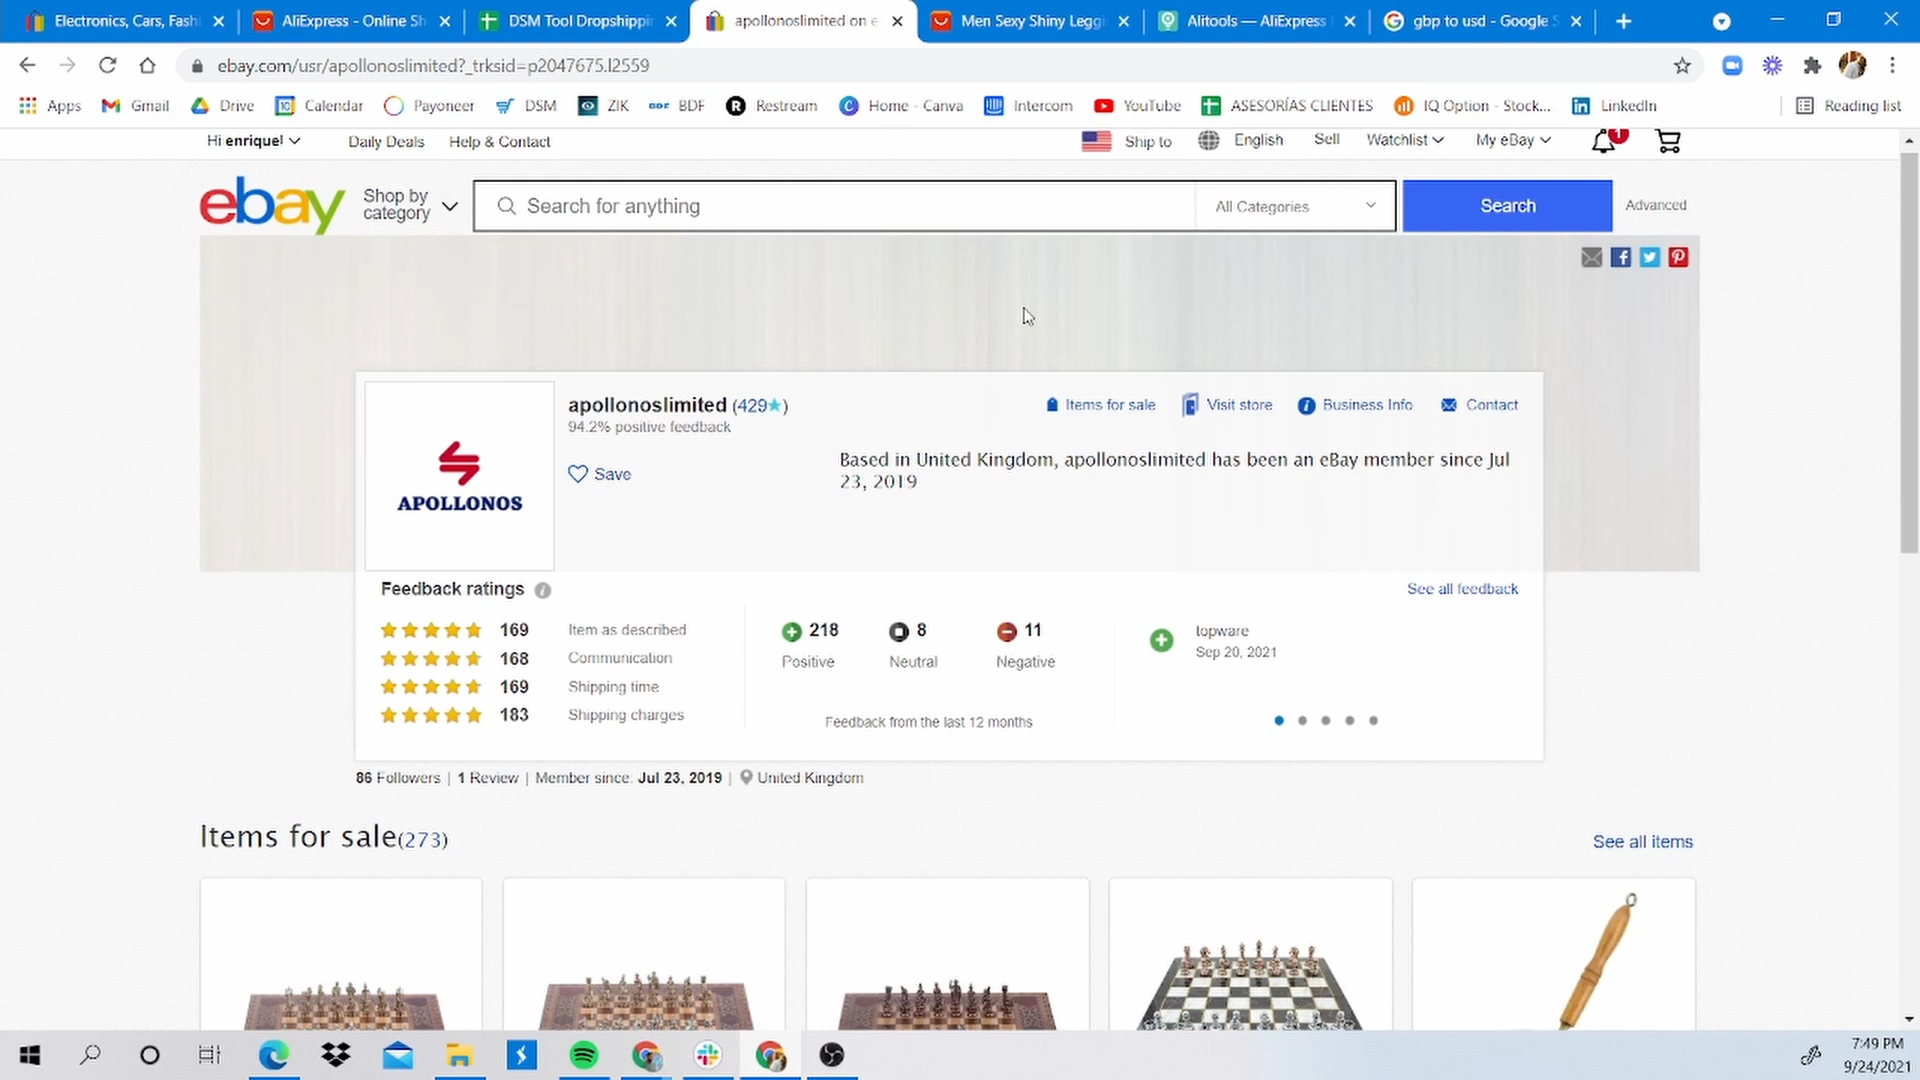 Electronics, Cars, Fashi
AliExpress - Online Sh
DSM Tool Dropshippin
apollonoslimited on e
Men Sexy Shiny Leggi
Alitools — AliExpress
gbp to usd - Google S
ebay.com/usr/apollonoslimited?_trksid=p2047675.l2559
Apps
Gmail
Drive
Calendar
Payoneer
DSM
ZIK
BDF
Restream
Home - Canva
Intercom
YouTube
ASESORÍAS CLIENTES
IQ Option - Stock...
LinkedIn
Reading list
Hi enrique!
Daily Deals
Help & Contact
Ship to
English
Sell
Watchlist
My eBay
1
ebay
Shop by category
Search for anything
All Categories
Search
Advanced
APOLLONOS
apollonoslimited (429)
94.2% positive feedback
Save
Items for sale
Visit store
Business Info
Contact
Based in United Kingdom, apollonoslimited has been an eBay member since Jul
23, 2019
Feedback ratings
See all feedback
169 Item as described
168 Communication
169 Shipping time
183 Shipping charges
218 Positive
8 Neutral
11 Negative
Feedback from the last 12 months
topware
Sep 20, 2021
86 Followers | 1 Review | Member since: Jul 23, 2019 | United Kingdom
Items for sale(273)
See all items
7:49 PM
9/24/2021